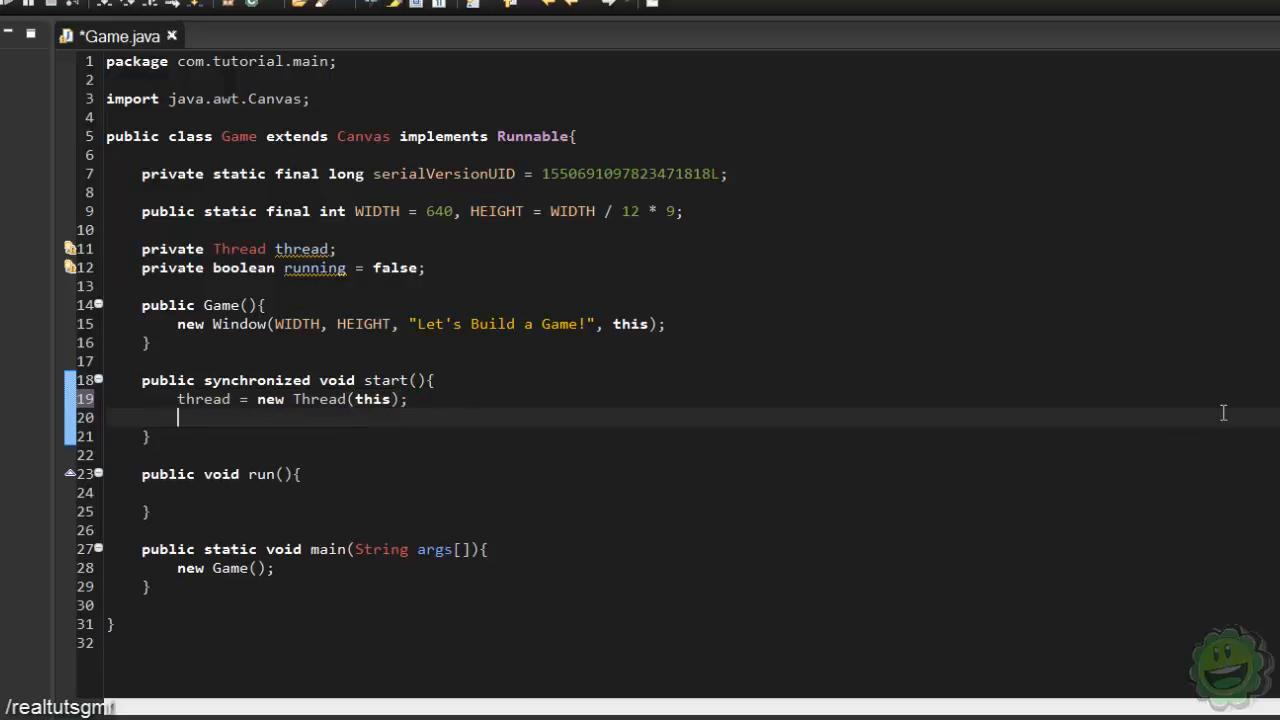 *Game.java
1 package com.tutorial.main;
2
3 import java.awt.Canvas;
4
5 public class Game extends Canvas implements Runnable{
6
7 private static final long serialVersionUID = 1550691097823471818L;
8
9 public static final int WIDTH = 640, HEIGHT = WIDTH / 12 * 9;
10
11 private Thread thread;
12 private boolean running = false;
13
14 public Game(){
15 new Window(WIDTH, HEIGHT, "Let's Build a Game!", this);
16 }
17
18 public synchronized void start(){
19 thread = new Thread(this);
20
21 }
22
23 public void run(){
24
25 }
26
27 public static void main(String args[]){
28 new Game();
29 }
30
31 }
32
/realtutsgm